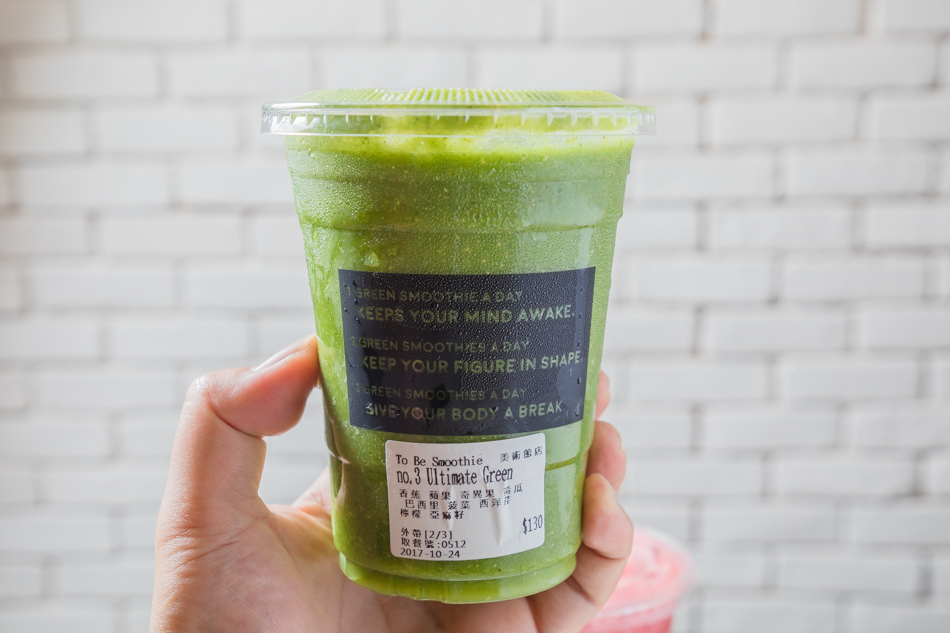 1 GREEN SMOOTHIE A DAY
KEEPS YOUR MIND AWAKE.
2 GREEN SMOOTHIES A DAY
KEEP YOUR FIGURE IN SHAPE.
3 GREEN SMOOTHIES A DAY
GIVE YOUR BODY A BREAK.
To Be Smoothie 美術館店
no.3 Ultimate Green
香蕉 蘋果 奇異果 黃瓜
巴西里 菠菜 西洋芹
檸檬 亞麻籽
$130
外帶[2/3]
取餐號:0512
2017-10-24